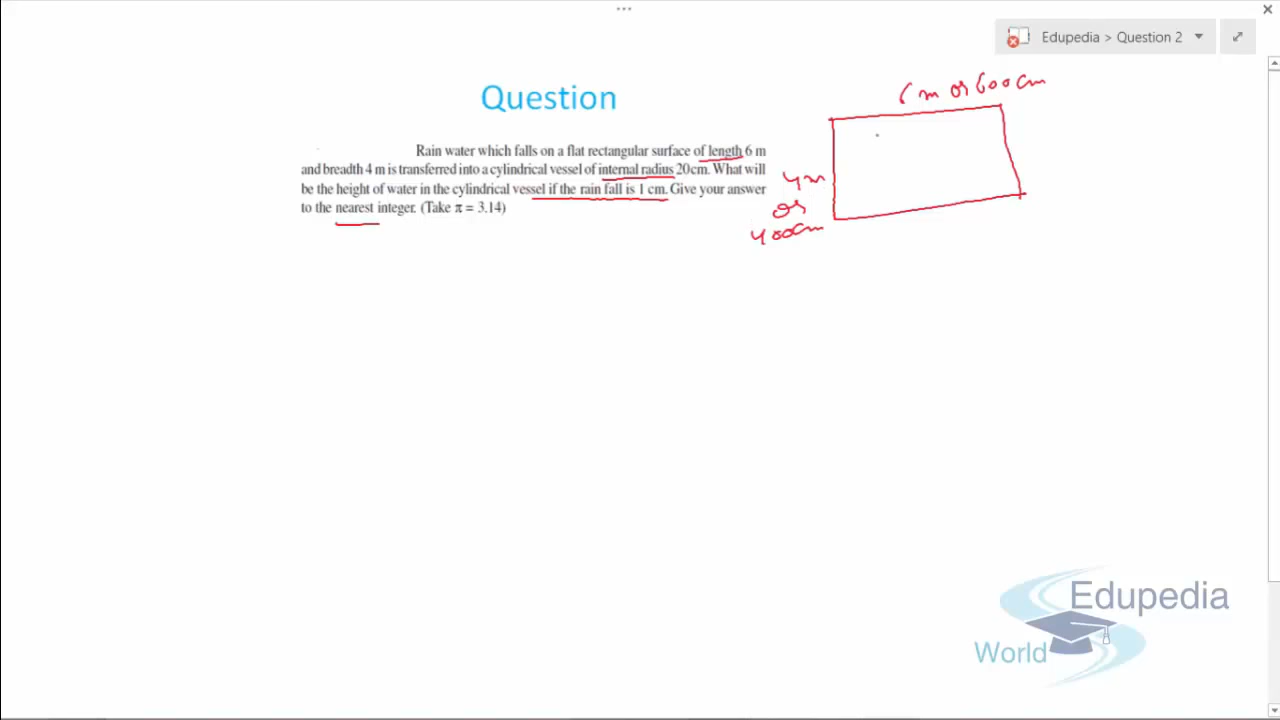 Edupedia > Question 2
Question
6 m or 600 cm
Rain water which falls on a flat rectangular surface of length 6 m
and breadth 4 m is transferred into a cylindrical vessel of internal radius 20cm. What will
be the height of water in the cylindrical vessel if the rain fall is 1 cm. Give your answer
to the nearest integer. (Take π = 3.14)
4m
or
400cm
Edupedia
World